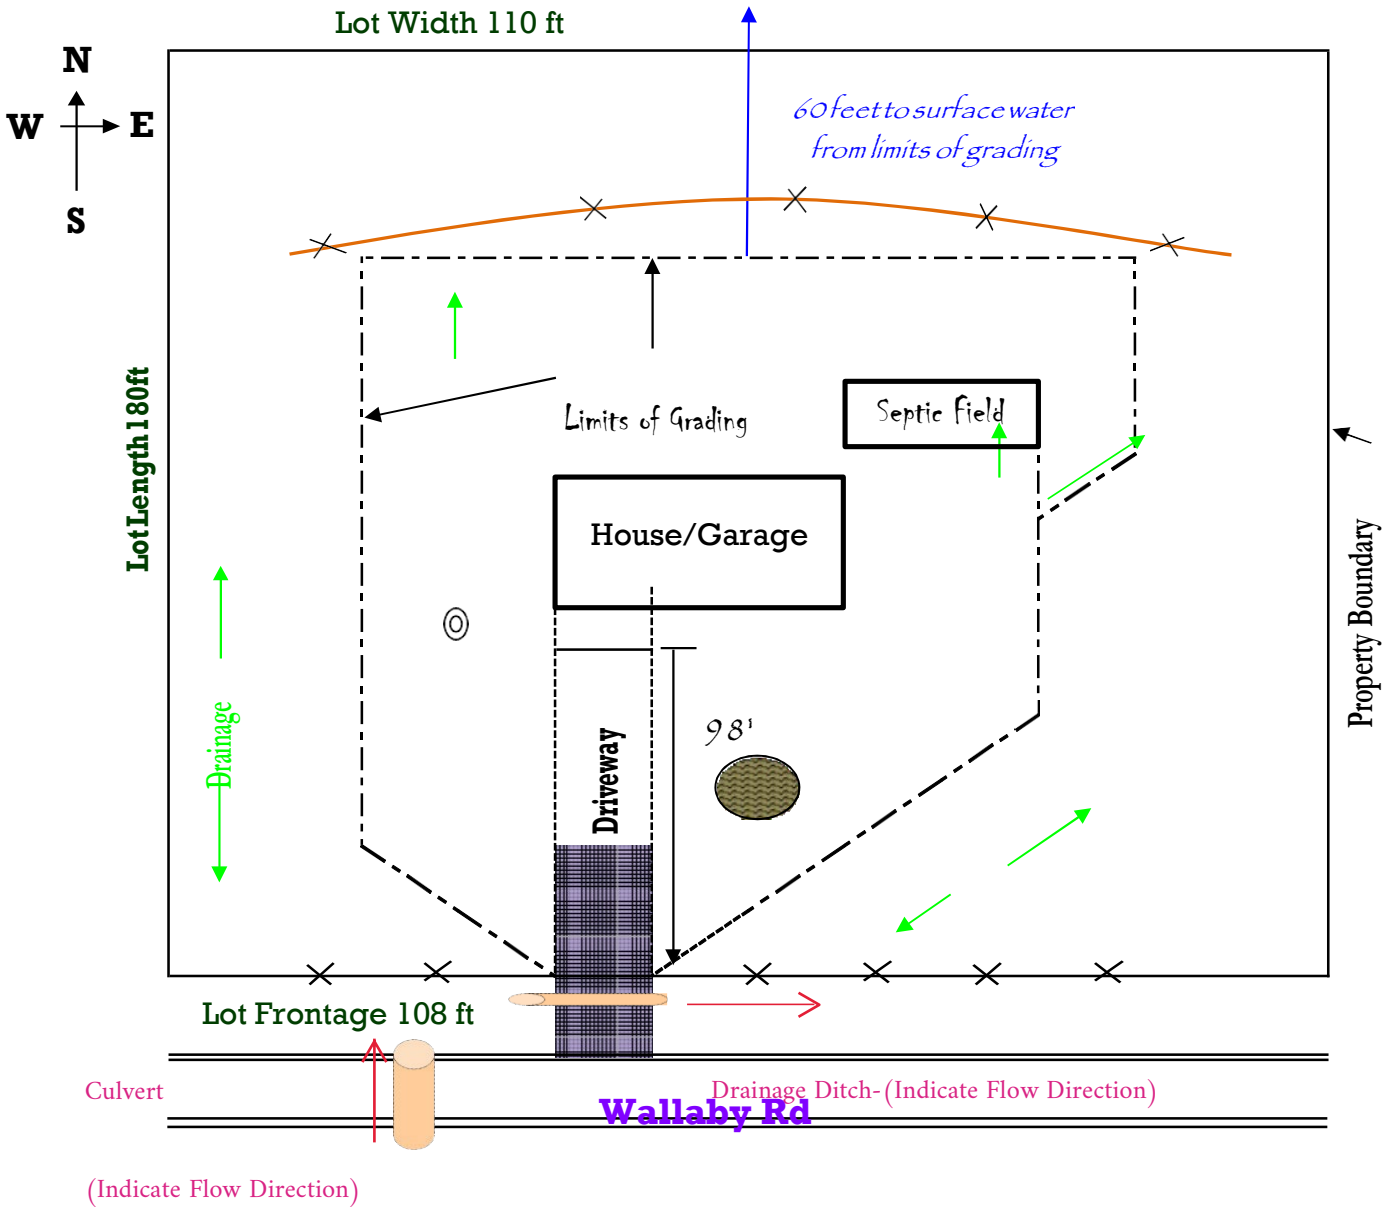 Lot Width 110 ft
N
W E
S
60 feet to surface water
from limits of grading
Lot Length 180ft
Limits of Grading
Septic Field
House/Garage
Property Boundary
Drainage
98'
Driveway
Lot Frontage 108 ft
Culvert
Drainage Ditch-(Indicate Flow Direction)
Wallaby Rd
(Indicate Flow Direction)